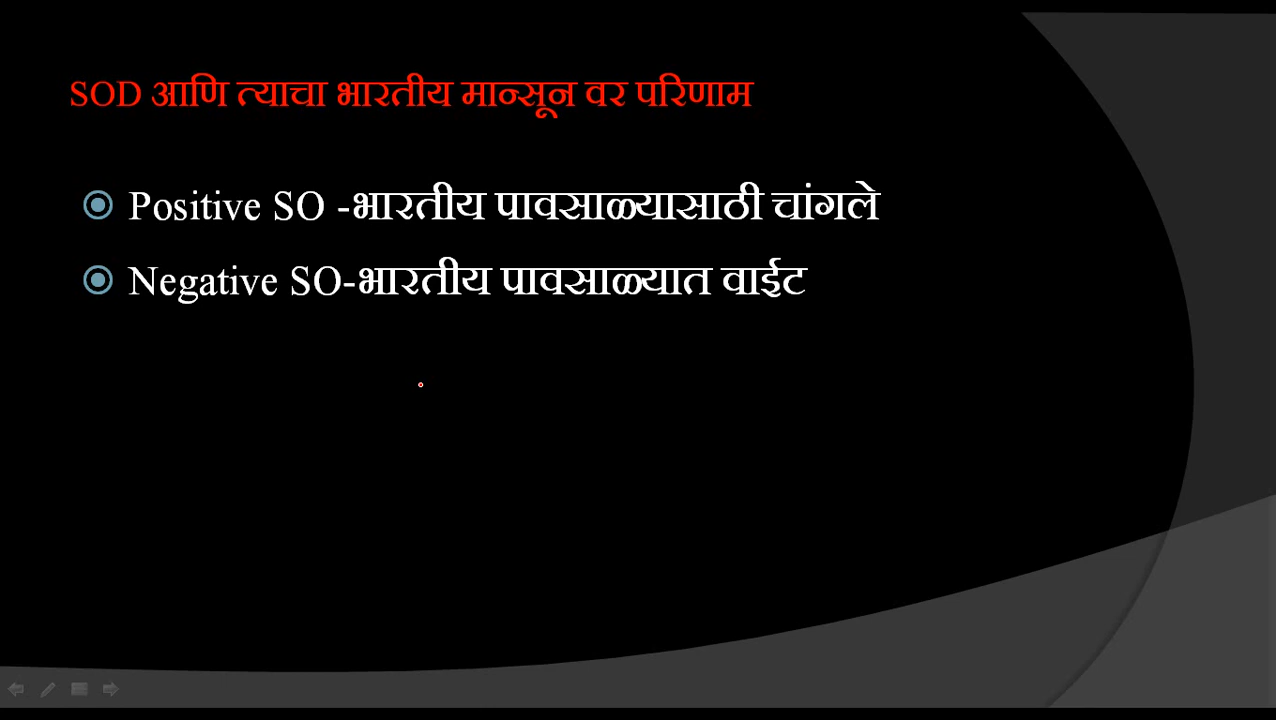 SOD आणि त्याचा भारतीय मान्सून वर परिणाम
Positive SO -भारतीय पावसाळ्यासाठी चांगले
Negative SO-भारतीय पावसाळ्यात वाईट